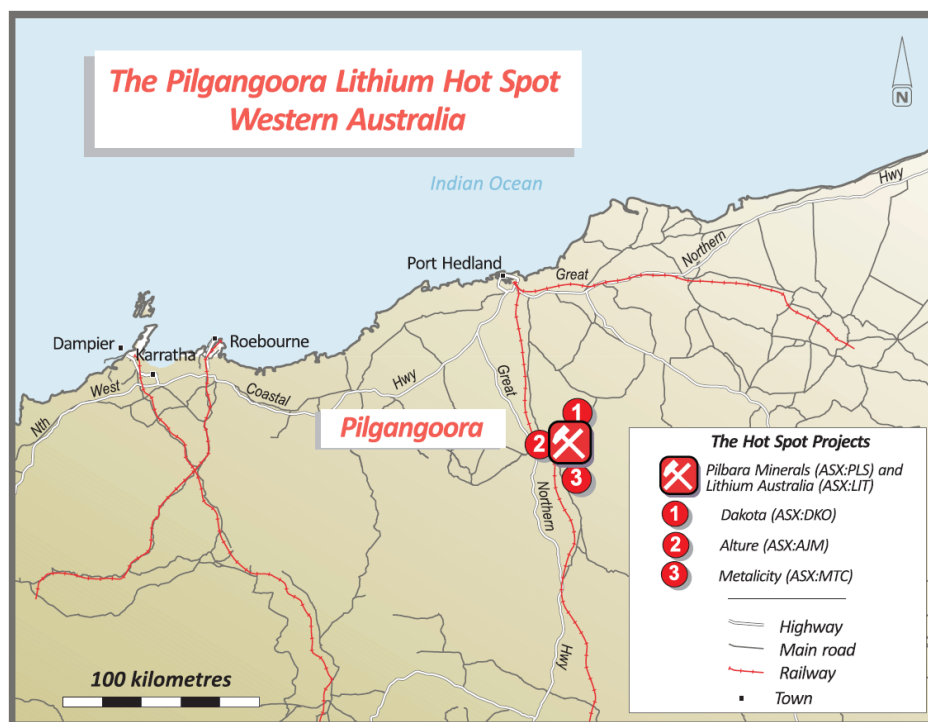 The Pilgangoora Lithium Hot Spot
Western Australia
N
Indian Ocean
Hwy
Northern
Great
Port Hedland
Dampier
Karratha
Roebourne
Nth
West
Coastal
Hwy
Great
Pilgangoora
1
2
3
Northern
Hwy
The Hot Spot Projects
Pilbara Minerals (ASX:PLS) and
Lithium Australia (ASX:LIT)
1 Dakota (ASX:DKO)
2 Alture (ASX:AJM)
3 Metalicity (ASX:MTC)
Highway
Main road
Railway
Town
100 kilometres